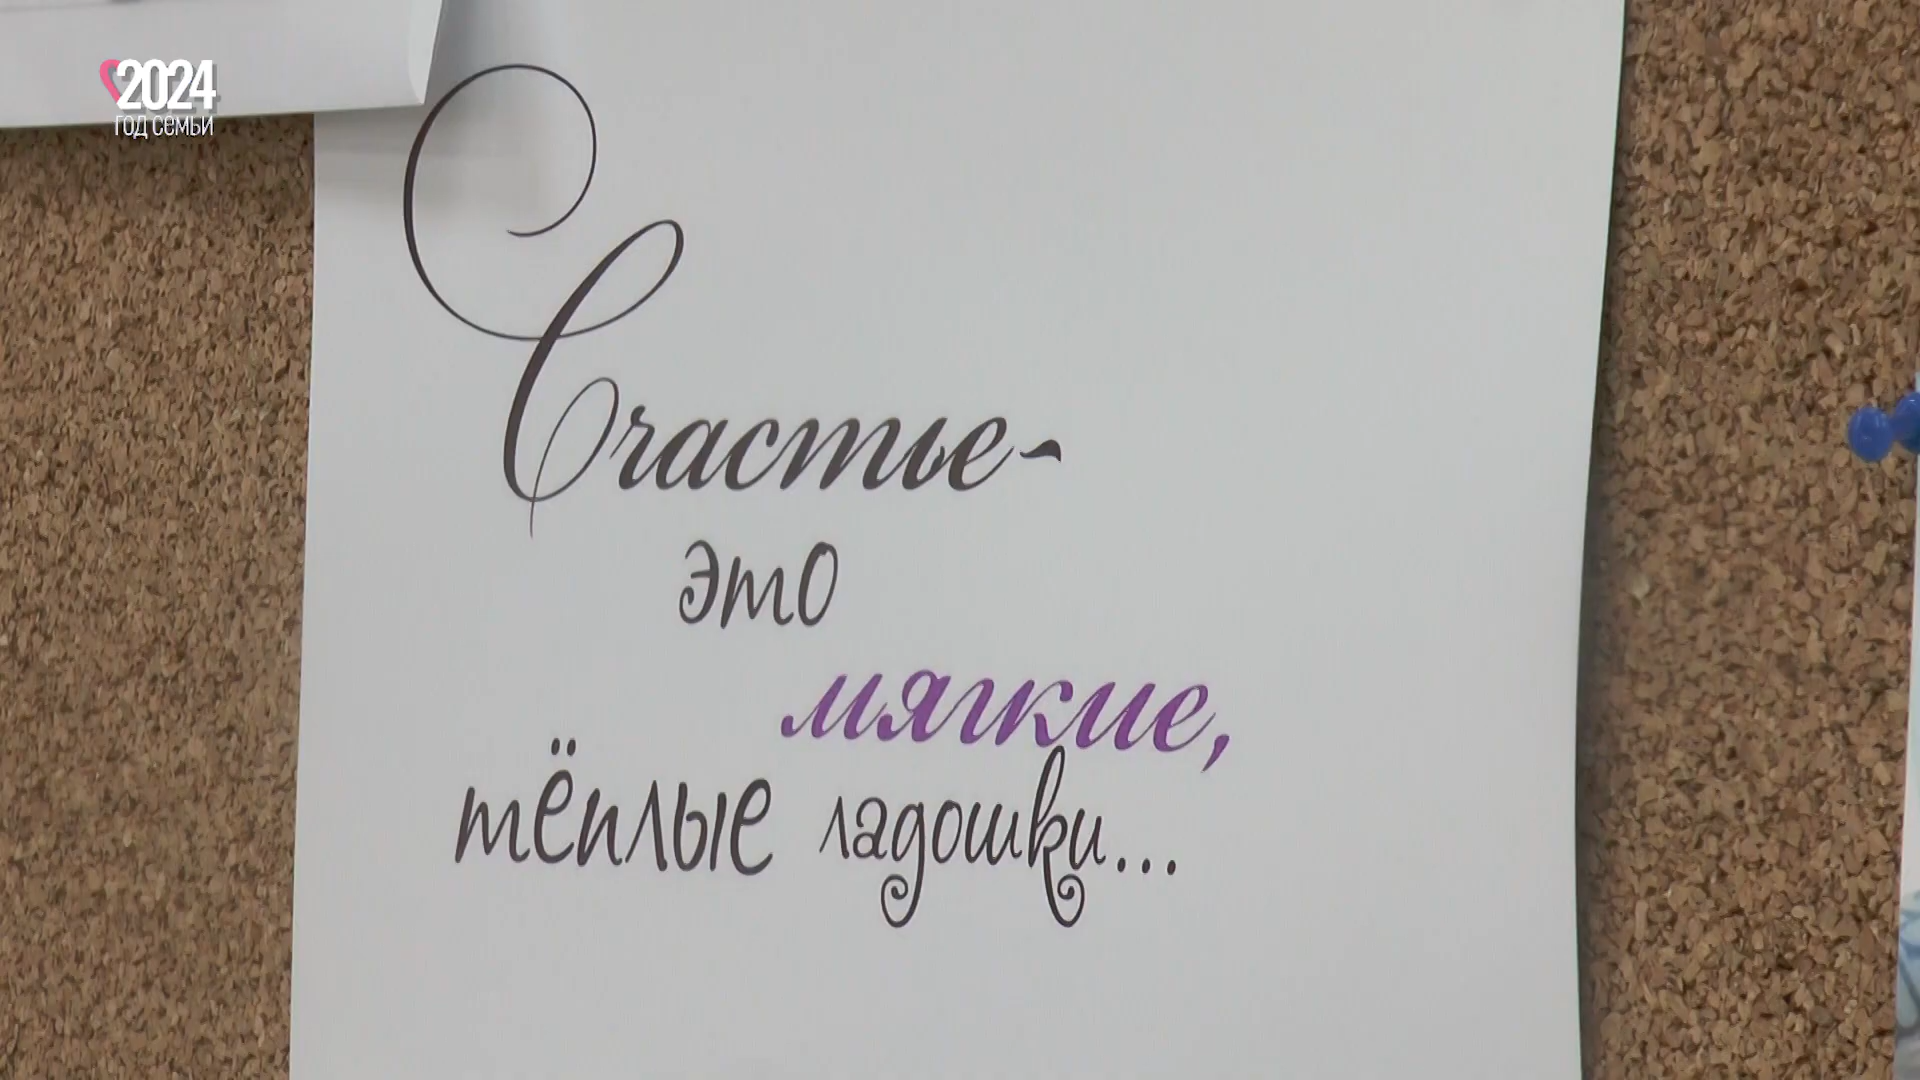 2024
ГОД СЕМЬИ
Счастье-
это
мягкие,
тёплые ладошки...